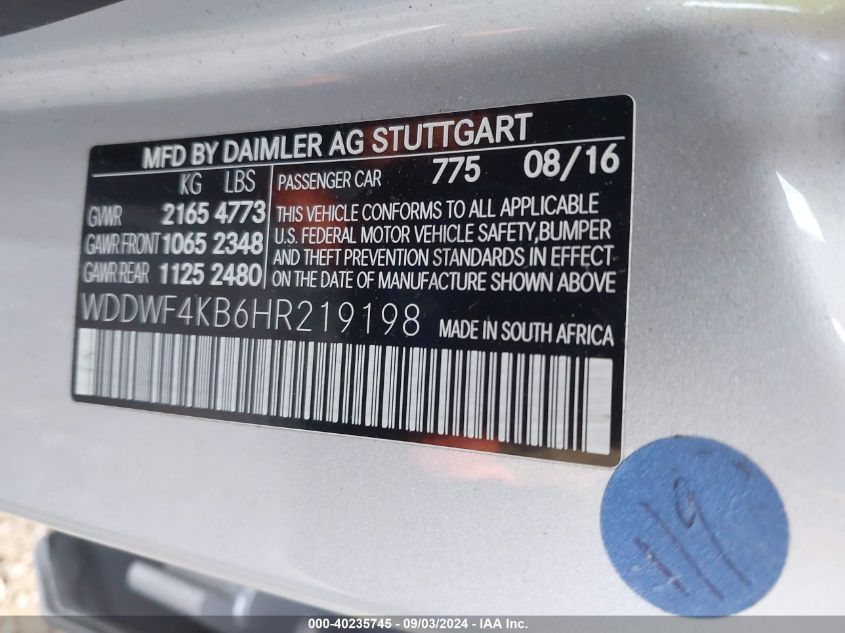 MFD BY DAIMLER AG STUTTGART
KG LBS
GVWR 2165 4773
GAWR FRONT 1065 2348
GAWR REAR 1125 2480
PASSENGER CAR 775 08/16
THIS VEHICLE CONFORMS TO ALL APPLICABLE
U.S. FEDERAL MOTOR VEHICLE SAFETY,BUMPER
AND THEFT PREVENTION STANDARDS IN EFFECT
ON THE DATE OF MANUFACTURE SHOWN ABOVE
WDDWF4KB6HR219198 MADE IN SOUTH AFRICA
000-40235745 - 09/03/2024 - IAA Inc.